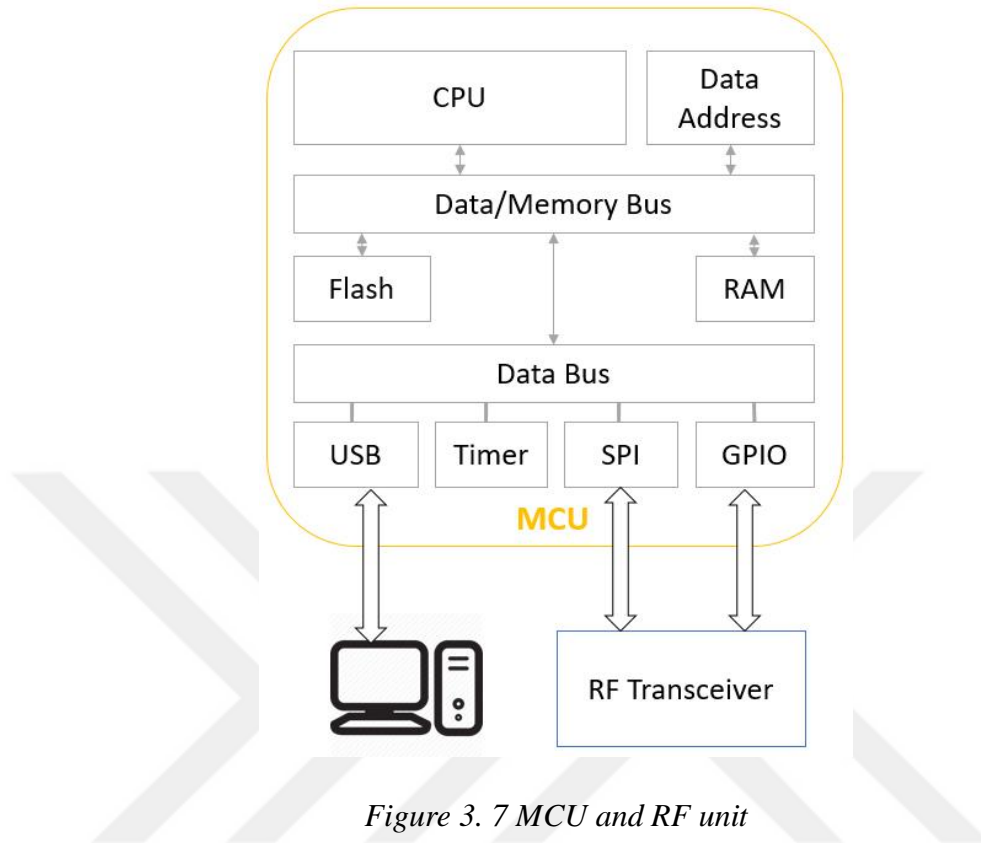 CPU
Data
Address
Data/Memory Bus
Flash
RAM
Data Bus
USB
Timer
SPI
GPIO
MCU
RF Transceiver
Figure 3. 7 MCU and RF unit